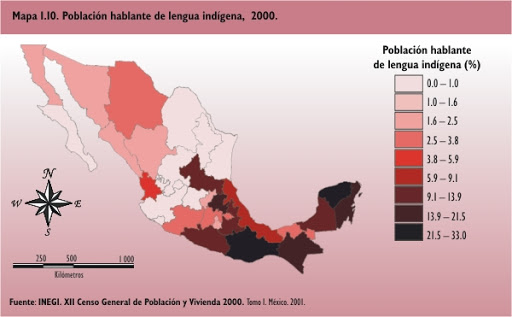 Mapa I.10. Población hablante de lengua indígena, 2000.
Población hablante
de lengua indígena (%)
0.0 – 1.0
1.0 – 1.6
1.6 – 2.5
2.5 – 3.8
3.8 – 5.9
5.9 – 9.1
9.1 – 13.9
13.9 – 21.5
21.5 – 33.0
N
W E
S
250 500 1 000
Kilómetros
Fuente: INEGI. XII Censo General de Población y Vivienda 2000. Tomo I. México. 2001.